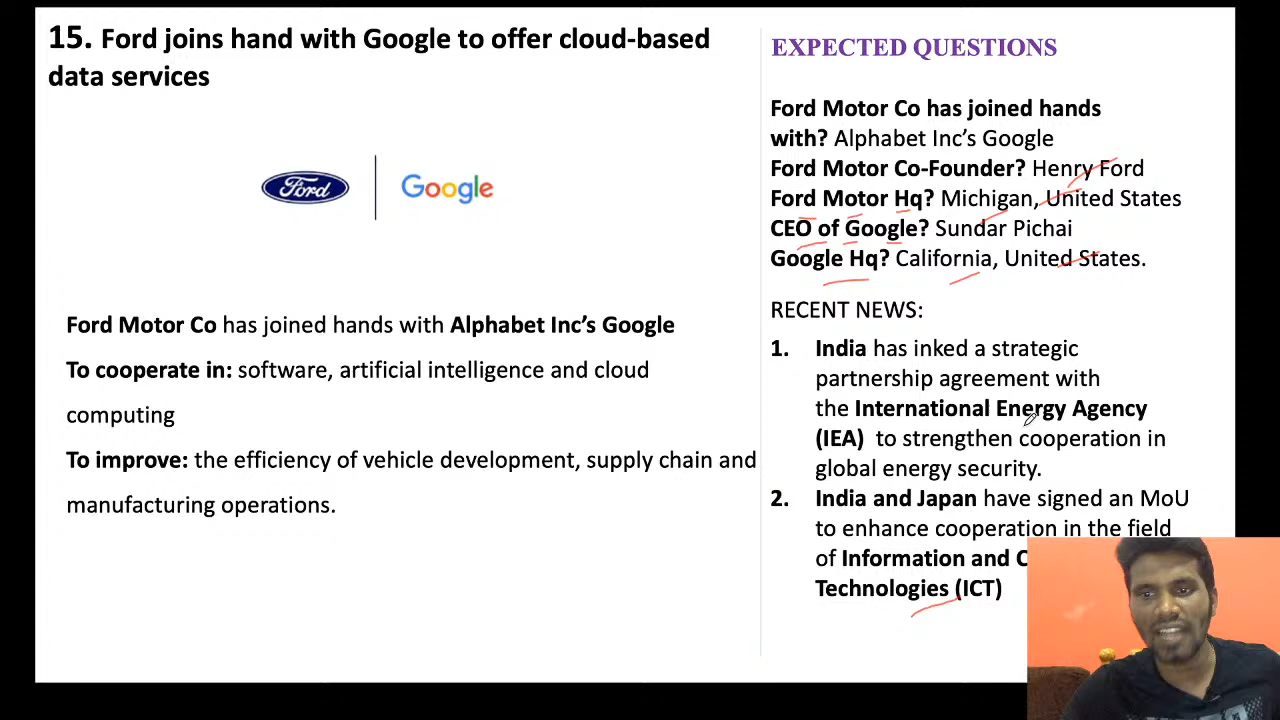 15. Ford joins hand with Google to offer cloud-based
data services
Ford
Google
Ford Motor Co has joined hands with Alphabet Inc’s Google
To cooperate in: software, artificial intelligence and cloud
computing
To improve: the efficiency of vehicle development, supply chain and
manufacturing operations.
EXPECTED QUESTIONS
Ford Motor Co has joined hands
with? Alphabet Inc’s Google
Ford Motor Co-Founder? Henry Ford
Ford Motor Hq? Michigan, United States
CEO of Google? Sundar Pichai
Google Hq? California, United States.
RECENT NEWS:
1. India has inked a strategic
partnership agreement with
the International Energy Agency
(IEA) to strengthen cooperation in
global energy security.
2. India and Japan have signed an MoU
to enhance cooperation in the field
of Information and
Technologies (ICT)